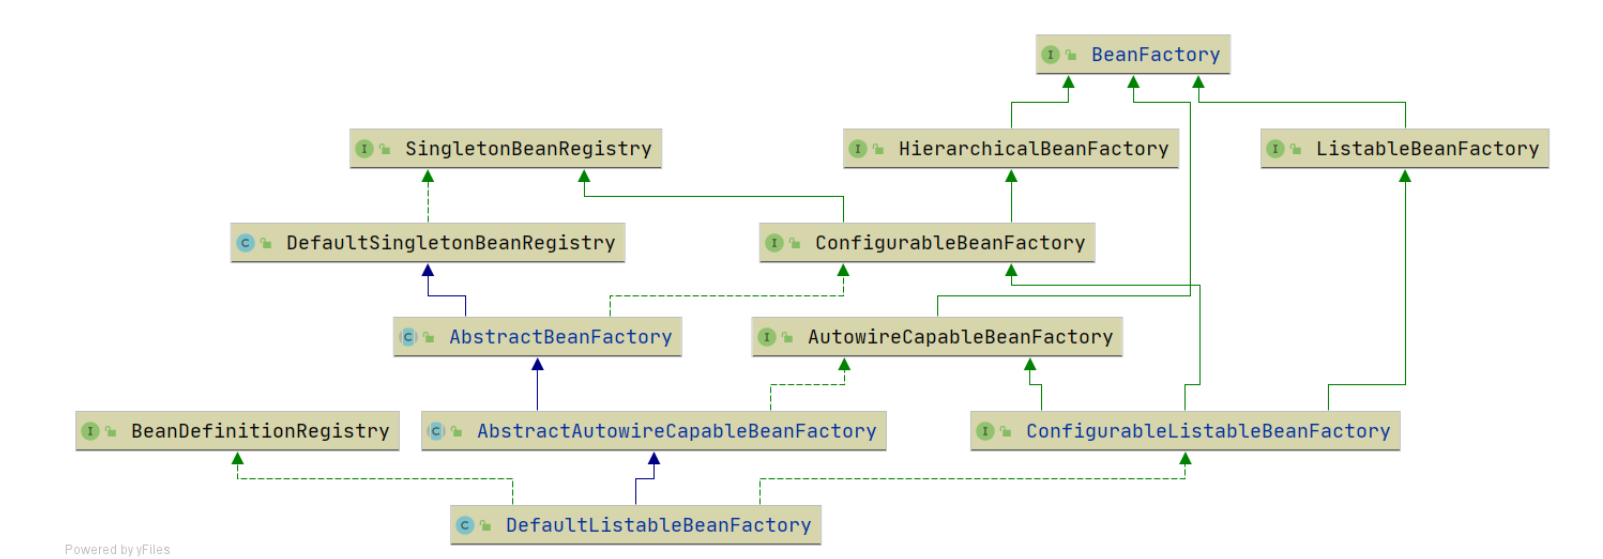 I BeanFactory
I SingletonBeanRegistry
I HierarchicalBeanFactory
I ListableBeanFactory
C DefaultSingletonBeanRegistry
I ConfigurableBeanFactory
C AbstractBeanFactory
I AutowireCapableBeanFactory
I BeanDefinitionRegistry
C AbstractAutowireCapableBeanFactory
I ConfigurableListableBeanFactory
C DefaultListableBeanFactory
Powered by yFiles